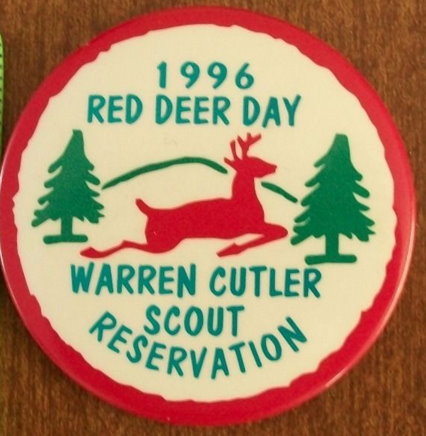 1996
RED DEER DAY
WARREN CUTLER
SCOUT
RESERVATION